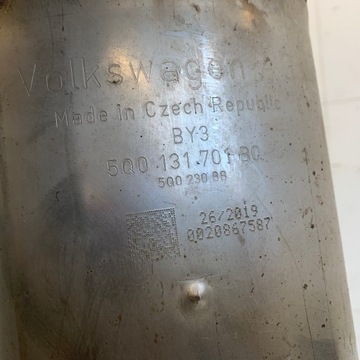 Volkswagen
Made in Czech Republic
BY3
5Q0 131 701 BQ
5Q0 230 BB
26/2019
0020867587